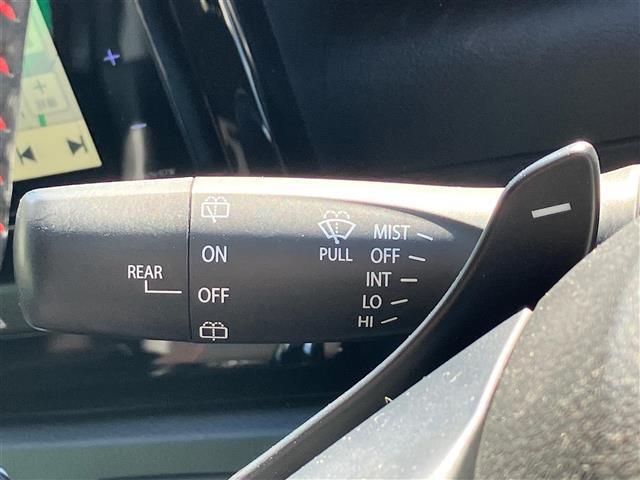 MIST
OFF
PULL
INT
LO
HI
ON
REAR
OFF